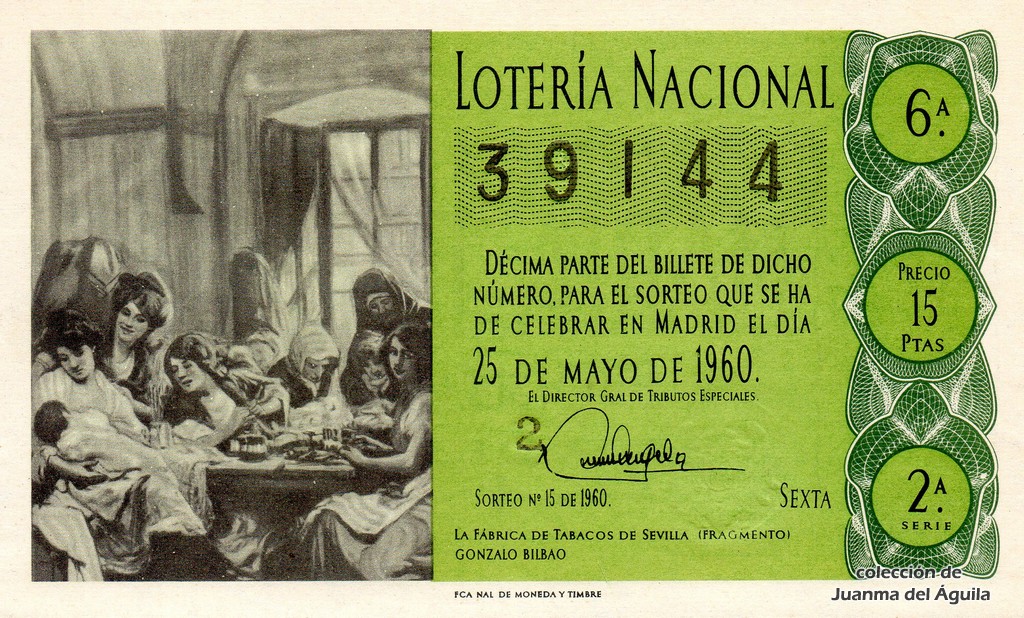 LOTERÍA NACIONAL
39144
DÉCIMA PARTE DEL BILLETE DE DICHO
NÚMERO, PARA EL SORTEO QUE SE HA
DE CELEBRAR EN MADRID EL DÍA
25 DE MAYO DE 1960.
EL DIRECTOR GRAL DE TRIBUTOS ESPECIALES.
2
SORTEO Nº 15 DE 1960.
SEXTA
LA FÁBRICA DE TABACOS DE SEVILLA (FRAGMENTO)
GONZALO BILBAO
FCA NAL DE MONEDA Y TIMBRE
6.ª
PRECIO
15
PTAS
2.ª
SERIE
colección de
Juanma del Águila